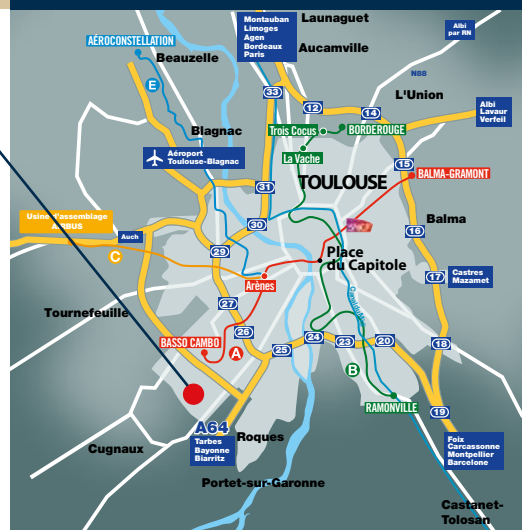 Montauban
Limoges
Agen
Bordeaux
Paris
Launaguet
Aucamville
Albi
par RN
AÉROCONSTELLATION
Beauzelle
N88
E
33
L'Union
12
14
Albi
Lavaur
Verfeil
Blagnac
Trois Cocus
BORDEROUGE
La Vache
Aéroport
Toulouse-Blagnac
15
BALMA-GRAMONT
31
TOULOUSE
Usine d'assemblage
AIRBUS
30
Balma
Auch
16
C
29
Place
du Capitole
Arênes
17
Castres
Mazamet
27
Tournefeuille
26
BASSO CAMBO
A
25
24
23
20
18
B
RAMONVILLE
19
A64
Tarbes
Bayonne
Biarritz
Roques
Foix
Carcassonne
Montpellier
Barcelone
Cugnaux
Portet-sur-Garonne
Castanet-
Tolosan